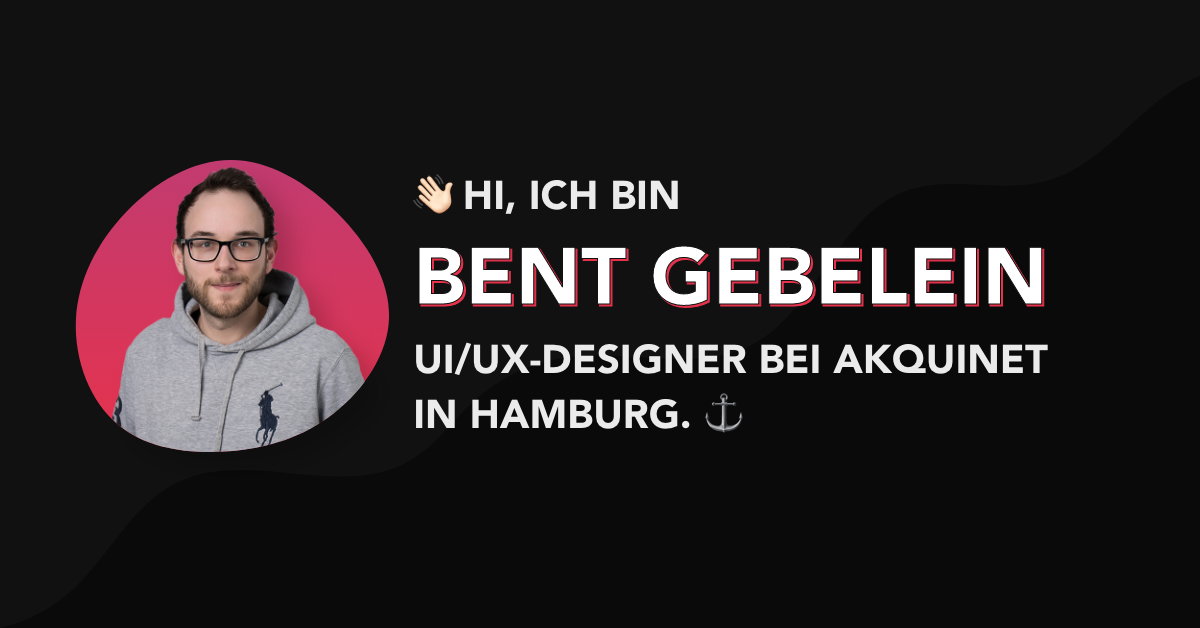 👋🏻 HI, ICH BIN
BENT GEBELEIN
UI/UX-DESIGNER BEI AKQUINET
IN HAMBURG. ⚓